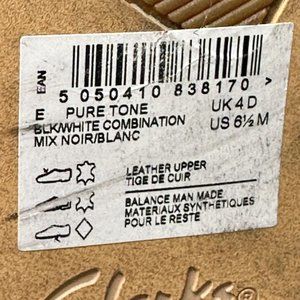 EAN
5 050410 838170 >
E PURE TONE UK 4 D
BLK/WHITE COMBINATION US 6½ M
MIX NOIR/BLANC
LEATHER UPPER
TIGE DE CUIR
BALANCE MAN MADE
MATERIAUX SYNTHÉTIQUES
POUR LE RESTE
Clarks®